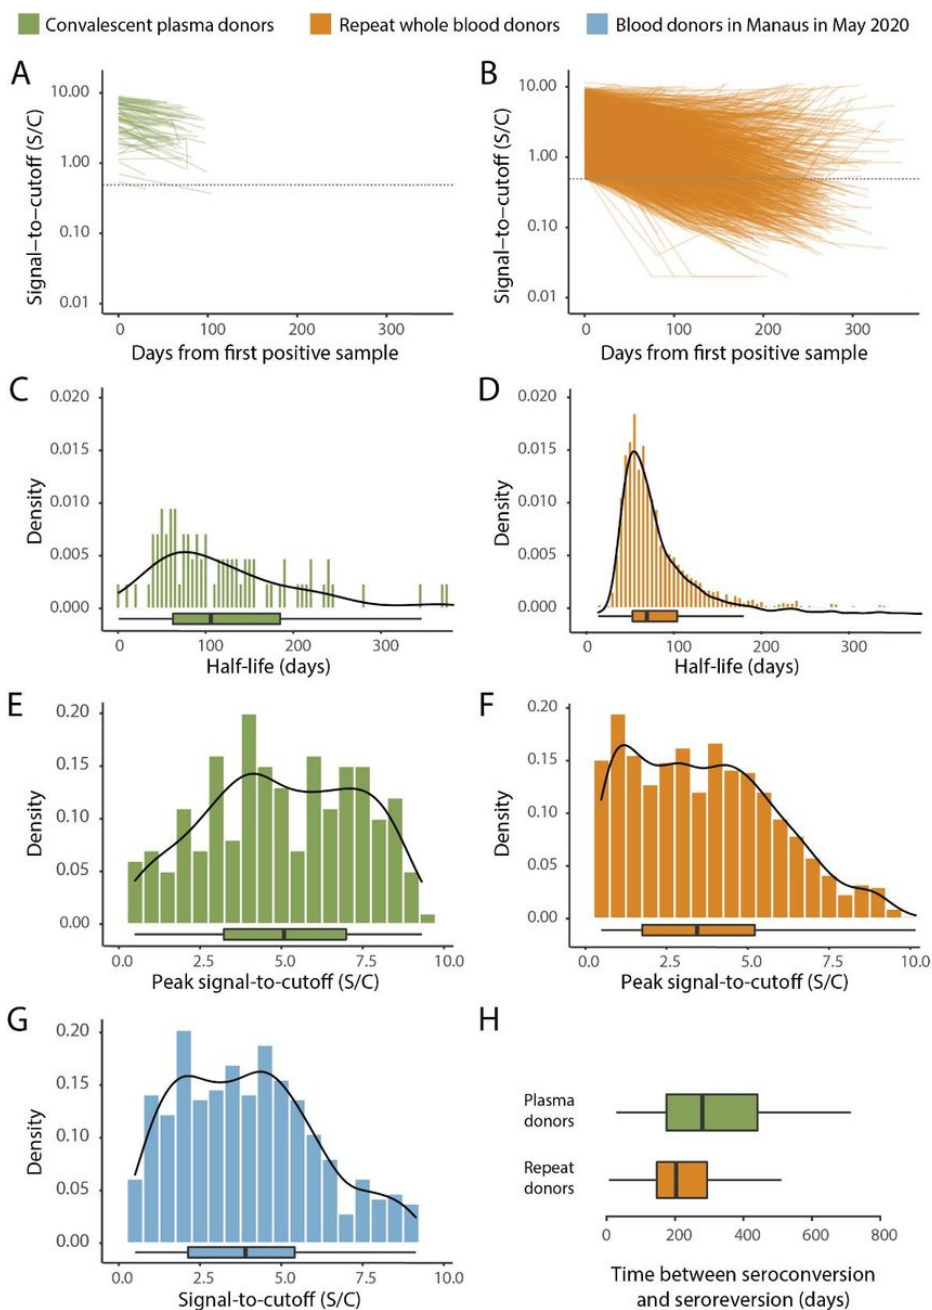 Convalescent plasma donors Repeat whole blood donors Blood donors in Manaus in May 2020
A
Signal-to-cutoff (S/C)
10.00
1.00
0.10
0.01
0 100 200 300
Days from first positive sample
B
Signal-to-cutoff (S/C)
10.00
1.00
0.10
0.01
0 100 200 300
Days from first positive sample
C
Density
0.020
0.015
0.010
0.005
0.000
0 100 200 300
Half-life (days)
D
Density
0.020
0.015
0.010
0.005
0.000
0 100 200 300
Half-life (days)
E
Density
0.20
0.15
0.10
0.05
0.00
0.0 2.5 5.0 7.5 10.0
Peak signal-to-cutoff (S/C)
F
Density
0.20
0.15
0.10
0.05
0.00
0.0 2.5 5.0 7.5 10.0
Peak signal-to-cutoff (S/C)
G
Density
0.20
0.15
0.10
0.05
0.00
0.0 2.5 5.0 7.5 10.0
Signal-to-cutoff (S/C)
H
Plasma
donors
Repeat
donors
0 200 400 600 800
Time between seroconversion
and seroreversion (days)